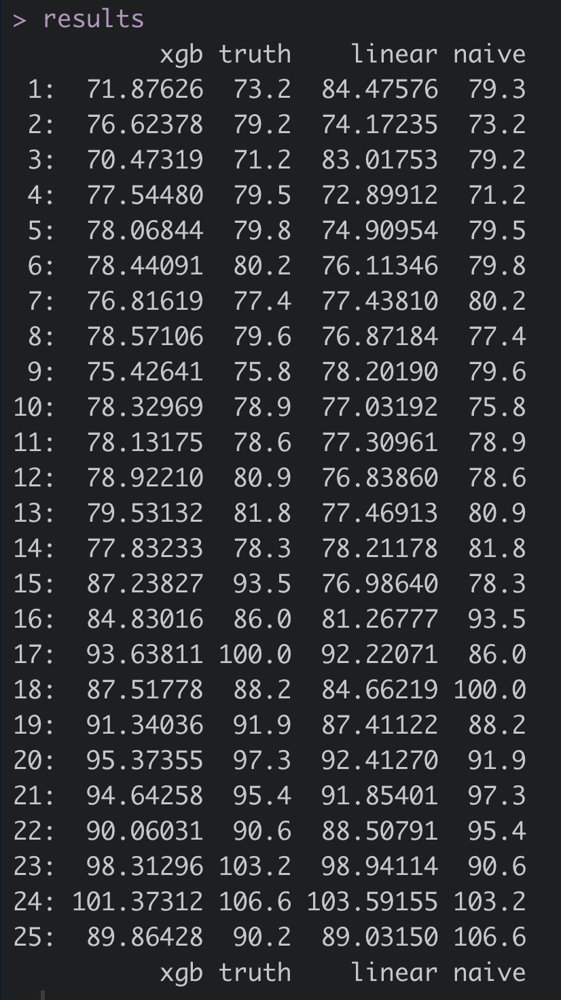 > results
xgb truth linear naive
1: 71.87626 73.2 84.47576 79.3
2: 76.62378 79.2 74.17235 73.2
3: 70.47319 71.2 83.01753 79.2
4: 77.54480 79.5 72.89912 71.2
5: 78.06844 79.8 74.90954 79.5
6: 78.44091 80.2 76.11346 79.8
7: 76.81619 77.4 77.43810 80.2
8: 78.57106 79.6 76.87184 77.4
9: 75.42641 75.8 78.20190 79.6
10: 78.32969 78.9 77.03192 75.8
11: 78.13175 78.6 77.30961 78.9
12: 78.92210 80.9 76.83860 78.6
13: 79.53132 81.8 77.46913 80.9
14: 77.83233 78.3 78.21178 81.8
15: 87.23827 93.5 76.98640 78.3
16: 84.83016 86.0 81.26777 93.5
17: 93.63811 100.0 92.22071 86.0
18: 87.51778 88.2 84.66219 100.0
19: 91.34036 91.9 87.41122 88.2
20: 95.37355 97.3 92.41270 91.9
21: 94.64258 95.4 91.85401 97.3
22: 90.06031 90.6 88.50791 95.4
23: 98.31296 103.2 98.94114 90.6
24: 101.37312 106.6 103.59155 103.2
25: 89.86428 90.2 89.03150 106.6
xgb truth linear naive